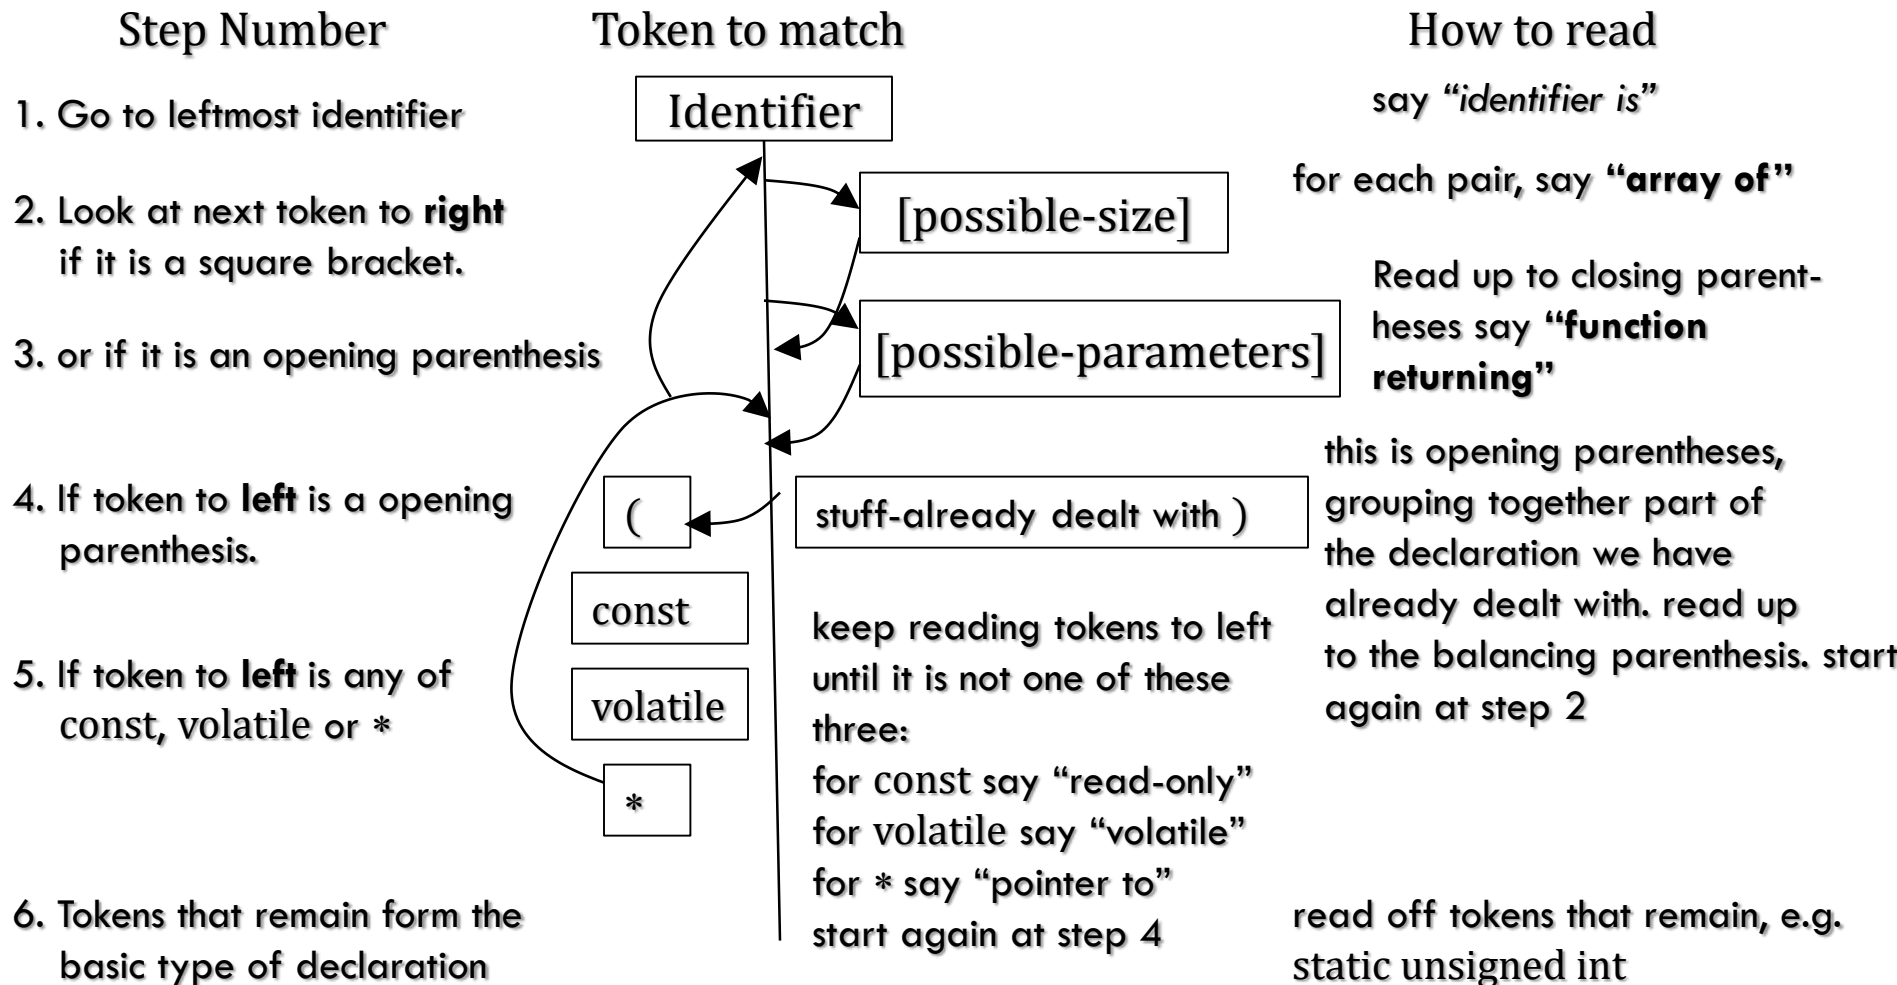 Step Number
Token to match
How to read
1. Go to leftmost identifier
Identifier
say “identifier is”
2. Look at next token to right
if it is a square bracket.
[possible-size]
for each pair, say “array of”
3. or if it is an opening parenthesis
[possible-parameters]
Read up to closing parent-
heses say “function
returning”
4. If token to left is a opening
parenthesis.
(
stuff-already dealt with )
this is opening parentheses,
grouping together part of
the declaration we have
already dealt with. read up
to the balancing parenthesis. start
again at step 2
5. If token to left is any of
const, volatile or *
const
volatile
*
keep reading tokens to left
until it is not one of these
three:
for const say “read-only”
for volatile say “volatile”
for * say “pointer to”
start again at step 4
6. Tokens that remain form the
basic type of declaration
read off tokens that remain, e.g.
static unsigned int